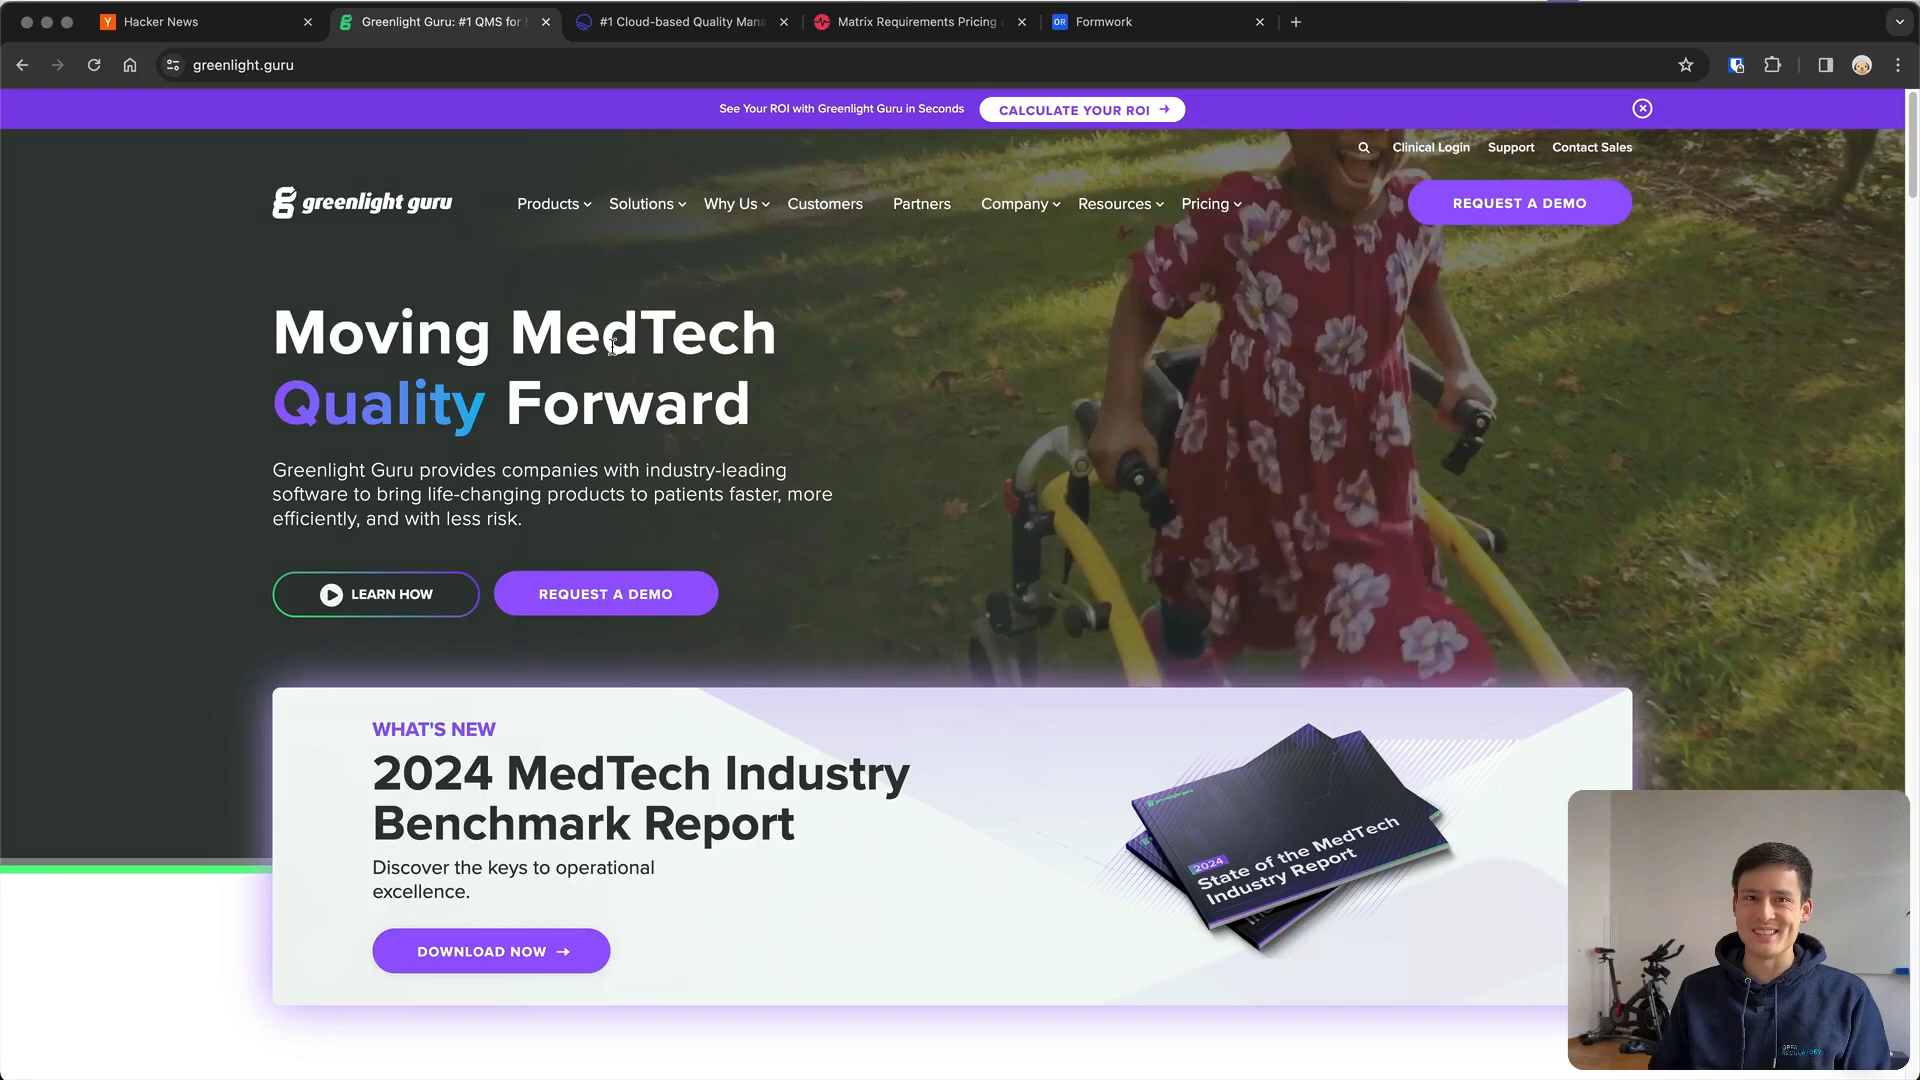 Hacker News
Greenlight Guru: #1 QMS for
#1 Cloud-based Quality Mana
Matrix Requirements Pricing
OR
Formwork
greenlight.guru
See Your ROI with Greenlight Guru in Seconds
CALCULATE YOUR ROI →
Clinical Login
Support
Contact Sales
greenlight guru
Products
Solutions
Why Us
Customers
Partners
Company
Resources
Pricing
REQUEST A DEMO
Moving MedTech
Quality Forward
Greenlight Guru provides companies with industry-leading
software to bring life-changing products to patients faster, more
efficiently, and with less risk.
LEARN HOW
REQUEST A DEMO
WHAT'S NEW
2024 MedTech Industry
Benchmark Report
Discover the keys to operational
excellence.
DOWNLOAD NOW →
greenlight guru
2024
State of the MedTech
Industry Report
OPEN
REGULATORY